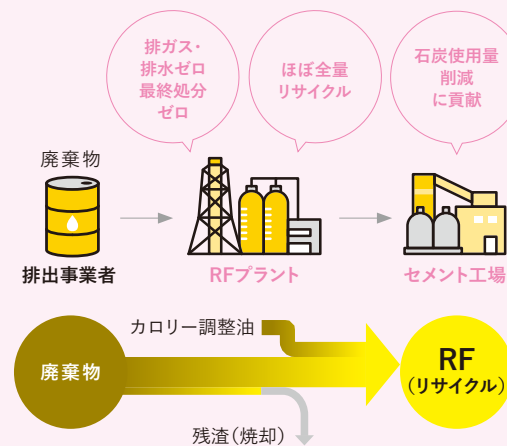 排ガス・
排水ゼロ
最終処分
ゼロ
ほぼ全量
リサイクル
石炭使用量
削減
に貢献
廃棄物
排出事業者
RFプラント
セメント工場
カロリー調整油
廃棄物
RF
(リサイクル)
残渣(焼却)